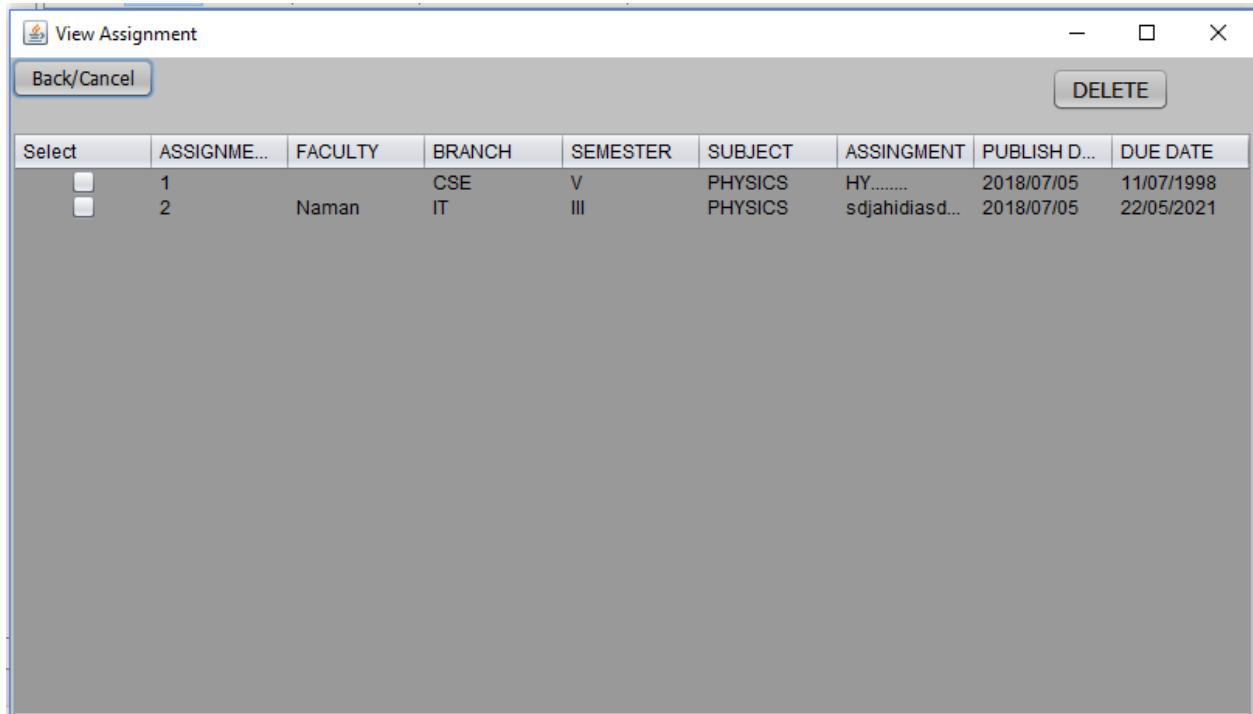 View Assignment
Back/Cancel
DELETE
Select ASSIGNME... FACULTY BRANCH SEMESTER SUBJECT ASSINGMENT PUBLISH D... DUE DATE
1 CSE V PHYSICS HY........ 2018/07/05 11/07/1998
2 Naman IT III PHYSICS sdjahidiasd... 2018/07/05 22/05/2021